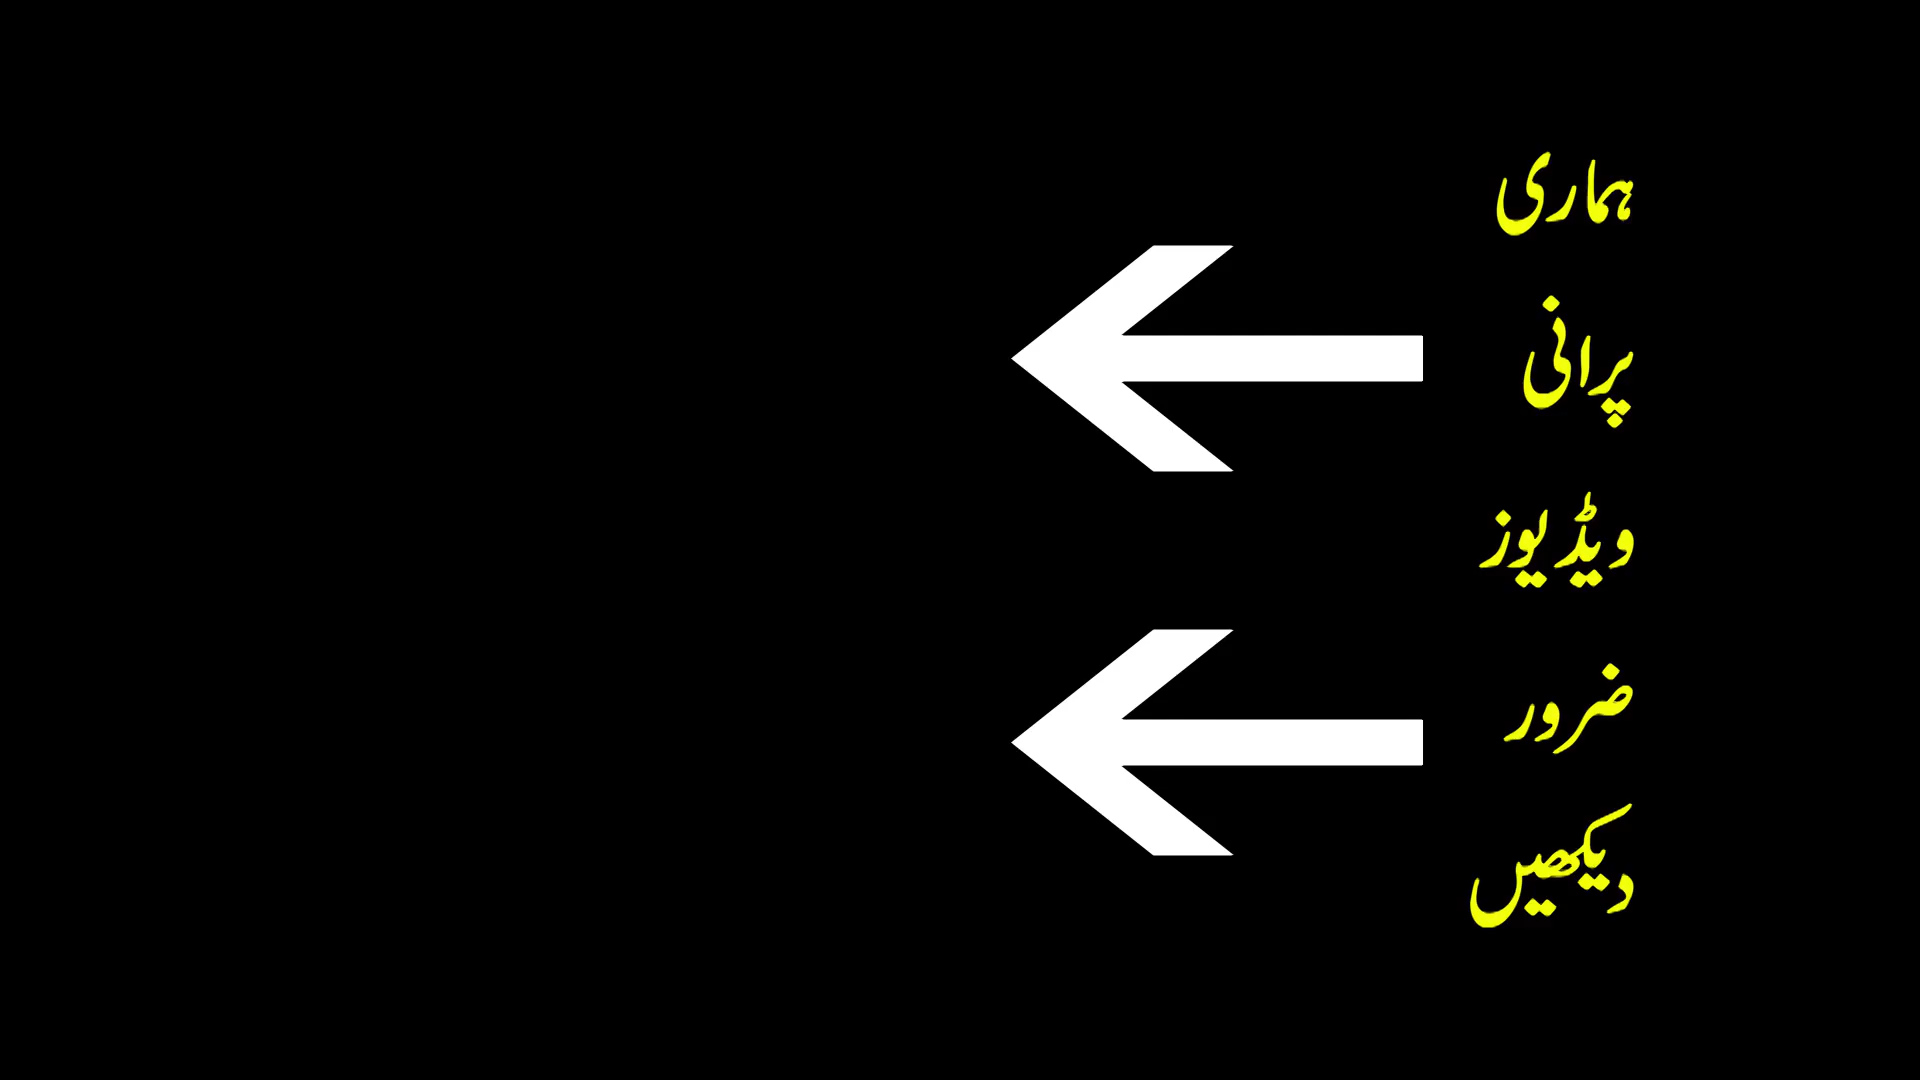 ہماری
پرانی
ویڈیوز
ضرور
دیکھیں